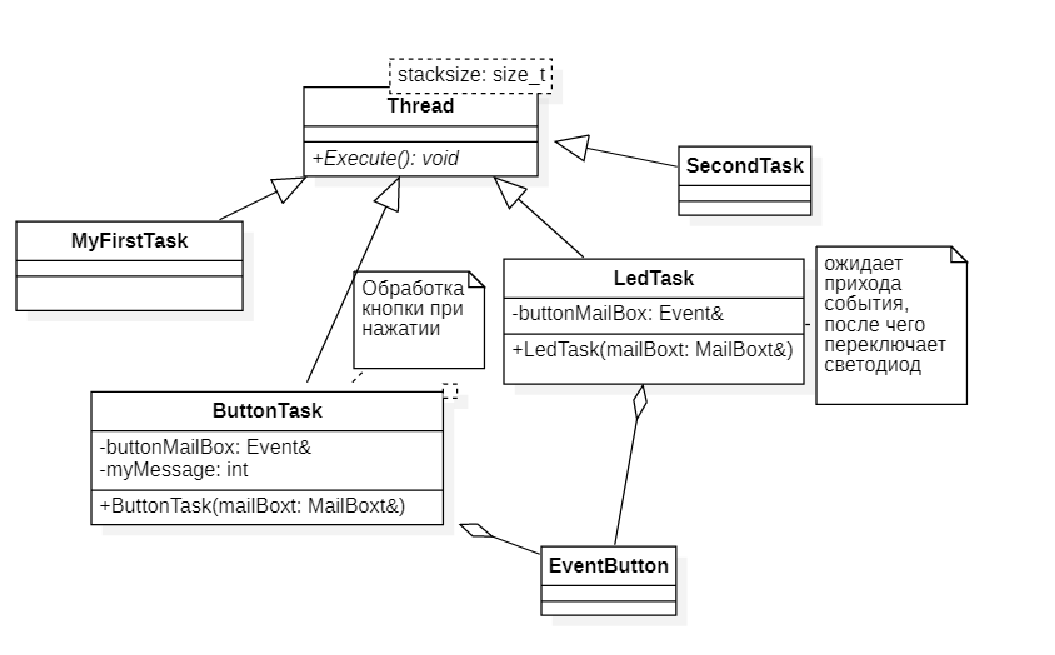 stacksize: size_t
Thread
+Execute(): void
SecondTask
MyFirstTask
Обработка
кнопки при
нажатии
LedTask
-buttonMailBox: Event&
+LedTask(mailBoxt: MailBoxt&)
ожидает
прихода
события,
после чего
переключает
светодиод
ButtonTask
-buttonMailBox: Event&
-myMessage: int
+ButtonTask(mailBoxt: MailBoxt&)
EventButton